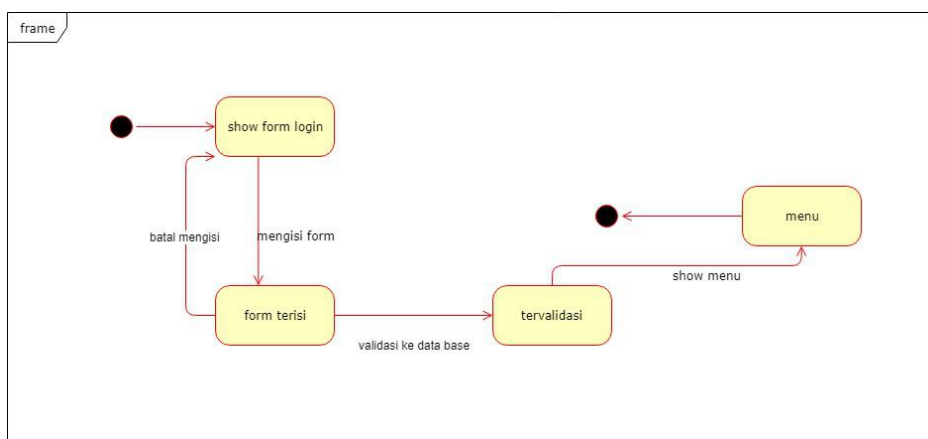 frame
show form login
batal mengisi
mengisi form
menu
show menu
form terisi
tervalidasi
validasi ke data base